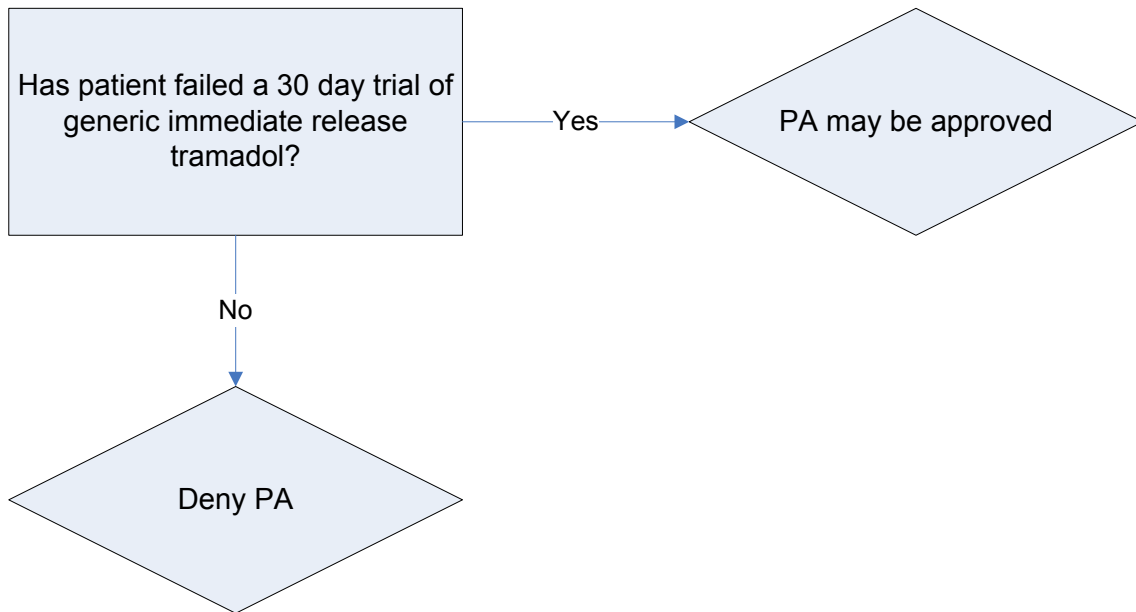 Has patient failed a 30 day trial of
generic immediate release
tramadol?
Yes
PA may be approved
No
Deny PA